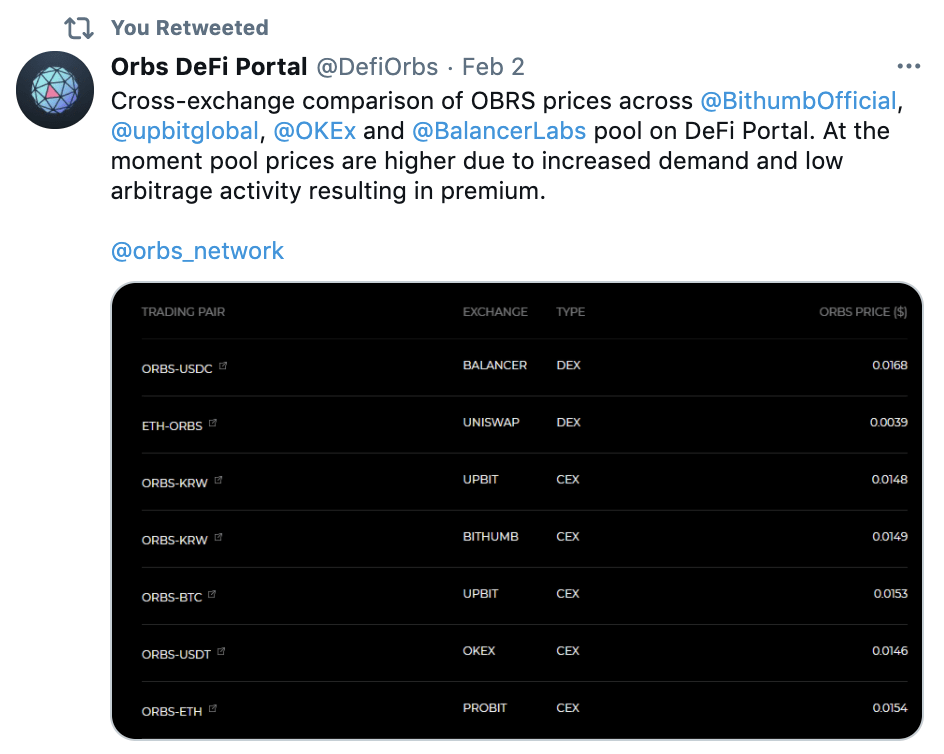 You Retweeted
Orbs DeFi Portal @DefiOrbs · Feb 2
Cross-exchange comparison of OBRS prices across @BithumbOfficial,
@upbitglobal, @OKEx and @BalancerLabs pool on DeFi Portal. At the
moment pool prices are higher due to increased demand and low
arbitrage activity resulting in premium.
@orbs_network
TRADING PAIR EXCHANGE TYPE ORBS PRICE ($)
ORBS-USDC BALANCER DEX 0.0168
ETH-ORBS UNISWAP DEX 0.0039
ORBS-KRW UPBIT CEX 0.0148
ORBS-KRW BITHUMB CEX 0.0149
ORBS-BTC UPBIT CEX 0.0153
ORBS-USDT OKEX CEX 0.0146
ORBS-ETH PROBIT CEX 0.0154